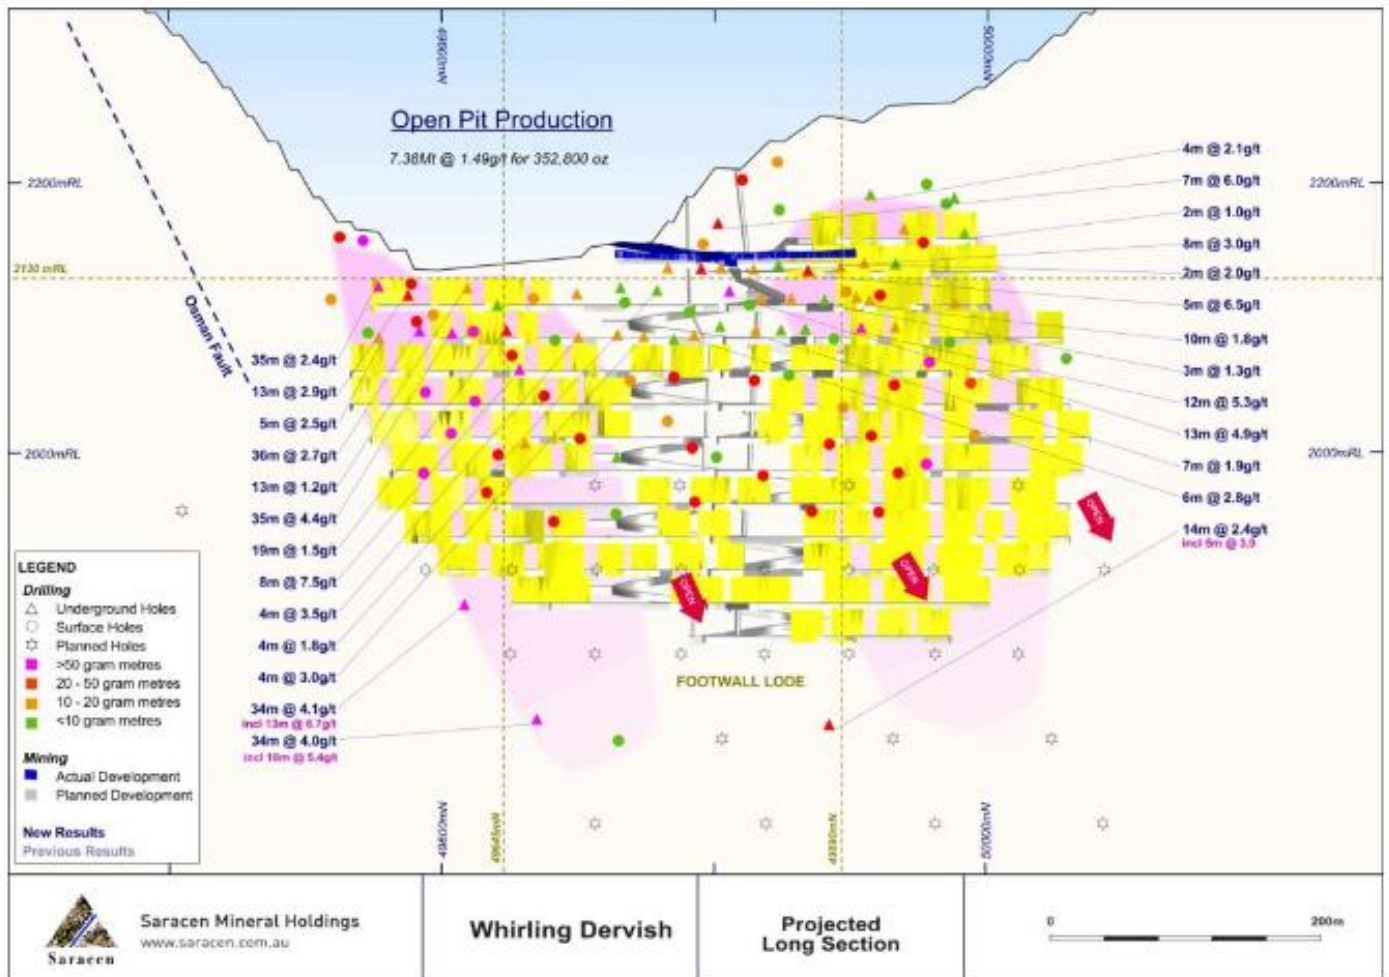 49800mN
50000mN
Open Pit Production
7.38Mt @ 1.49g/t for 352,800 oz
2200mRL
2200mRL
2130 mRL
Osman Fault
2000mRL
2000mRL
4m @ 2.1g/t
7m @ 6.0g/t
2m @ 1.0g/t
8m @ 3.0g/t
2m @ 2.0g/t
5m @ 6.5g/t
10m @ 1.8g/t
3m @ 1.3g/t
12m @ 5.3g/t
13m @ 4.9g/t
7m @ 1.9g/t
6m @ 2.8g/t
14m @ 2.4g/t
35m @ 2.4g/t
13m @ 2.9g/t
5m @ 2.5g/t
36m @ 2.7g/t
13m @ 1.2g/t
35m @ 4.4g/t
19m @ 1.5g/t
8m @ 7.5g/t
4m @ 3.5g/t
4m @ 1.8g/t
4m @ 3.0g/t
34m @ 4.1g/t
incl 13m @ 6.7g/t
34m @ 4.0g/t
OPEN
OPEN
OPEN
FOOTWALL LODE
LEGEND
Drilling
Underground Holes
Surface Holes
Planned Holes
>50 gram metres
20 - 50 gram metres
10 - 20 gram metres
<10 gram metres
Mining
Actual Development
Planned Development
New Results
Previous Results
49800mN
50000mN
Saracen
Saracen Mineral Holdings
www.saracen.com.au
Whirling Dervish
Projected
Long Section
0
200m